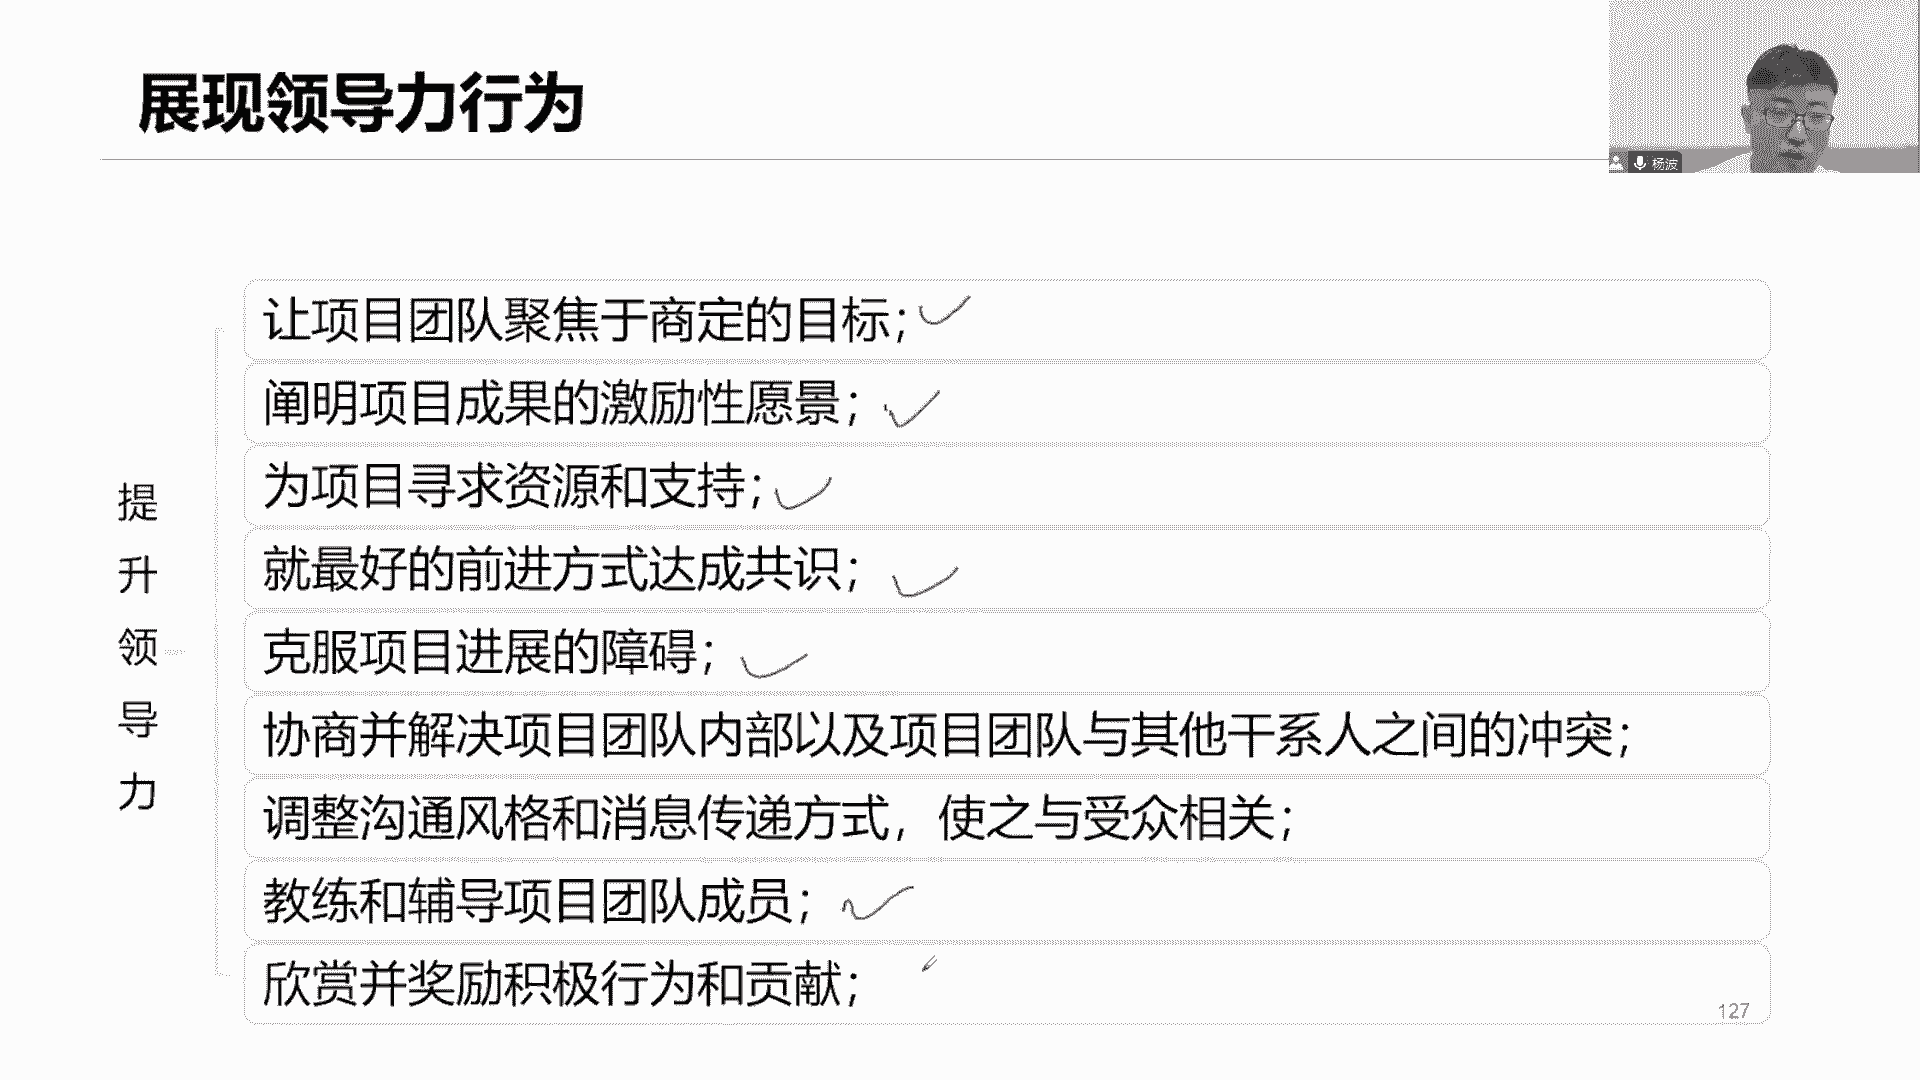 展现领导力行为
杨波
提升领导力
让项目团队聚焦于商定的目标；
阐明项目成果的激励性愿景；
为项目寻求资源和支持；
就最好的前进方式达成共识；
克服项目进展的障碍；
协商并解决项目团队内部以及项目团队与其他干系人之间的冲突；
调整沟通风格和消息传递方式，使之与受众相关；
教练和辅导项目团队成员；
欣赏并奖励积极行为和贡献；
127